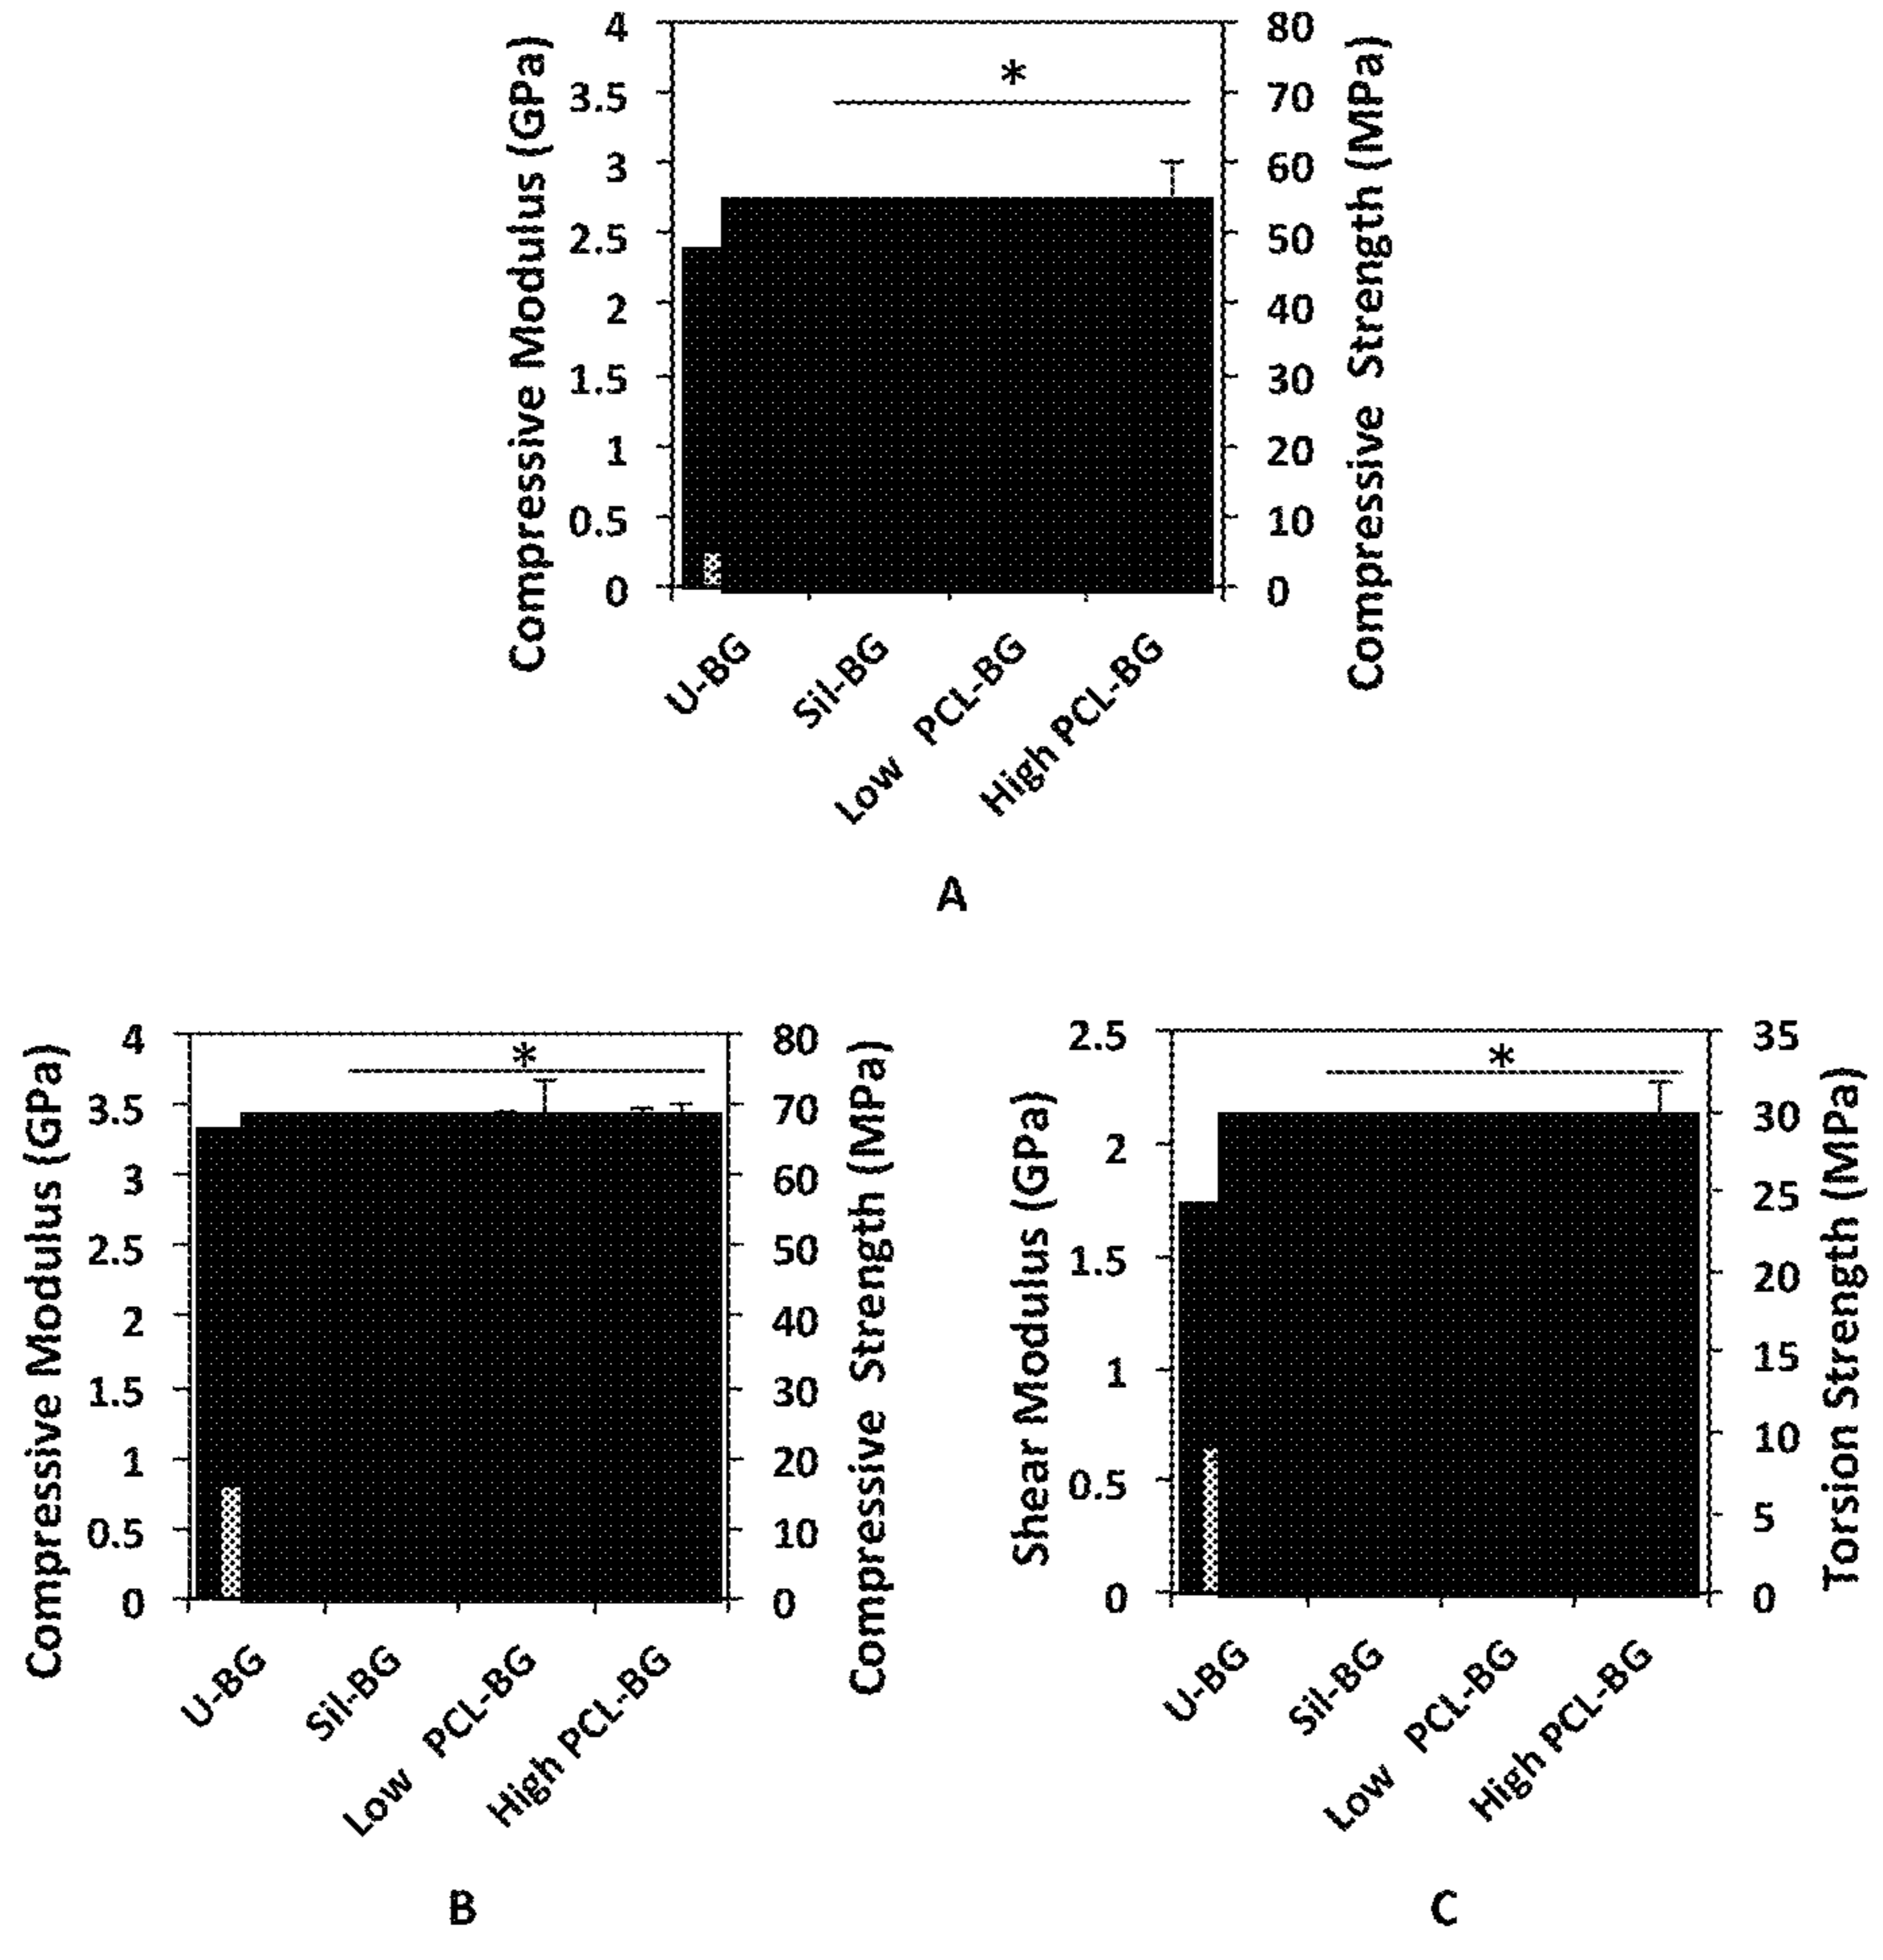 Compressive Modulus (GPa)
4
3.5
3
2.5
2
1.5
1
0.5
0
*
80
70
60
50
40
30
20
10
0
Compressive Strength (MPa)
U-BG
Sil-BG
Low PCL-BG
High PCL-BG
A
Compressive Modulus (GPa)
4
3.5
3
2.5
2
1.5
1
0.5
0
*
80
70
60
50
40
30
20
10
0
Compressive Strength (MPa)
U-BG
Sil-BG
Low PCL-BG
High PCL-BG
B
Shear Modulus (GPa)
2.5
2
1.5
1
0.5
0
*
35
30
25
20
15
10
5
0
Torsion Strength (MPa)
U-BG
Sil-BG
Low PCL-BG
High PCL-BG
C